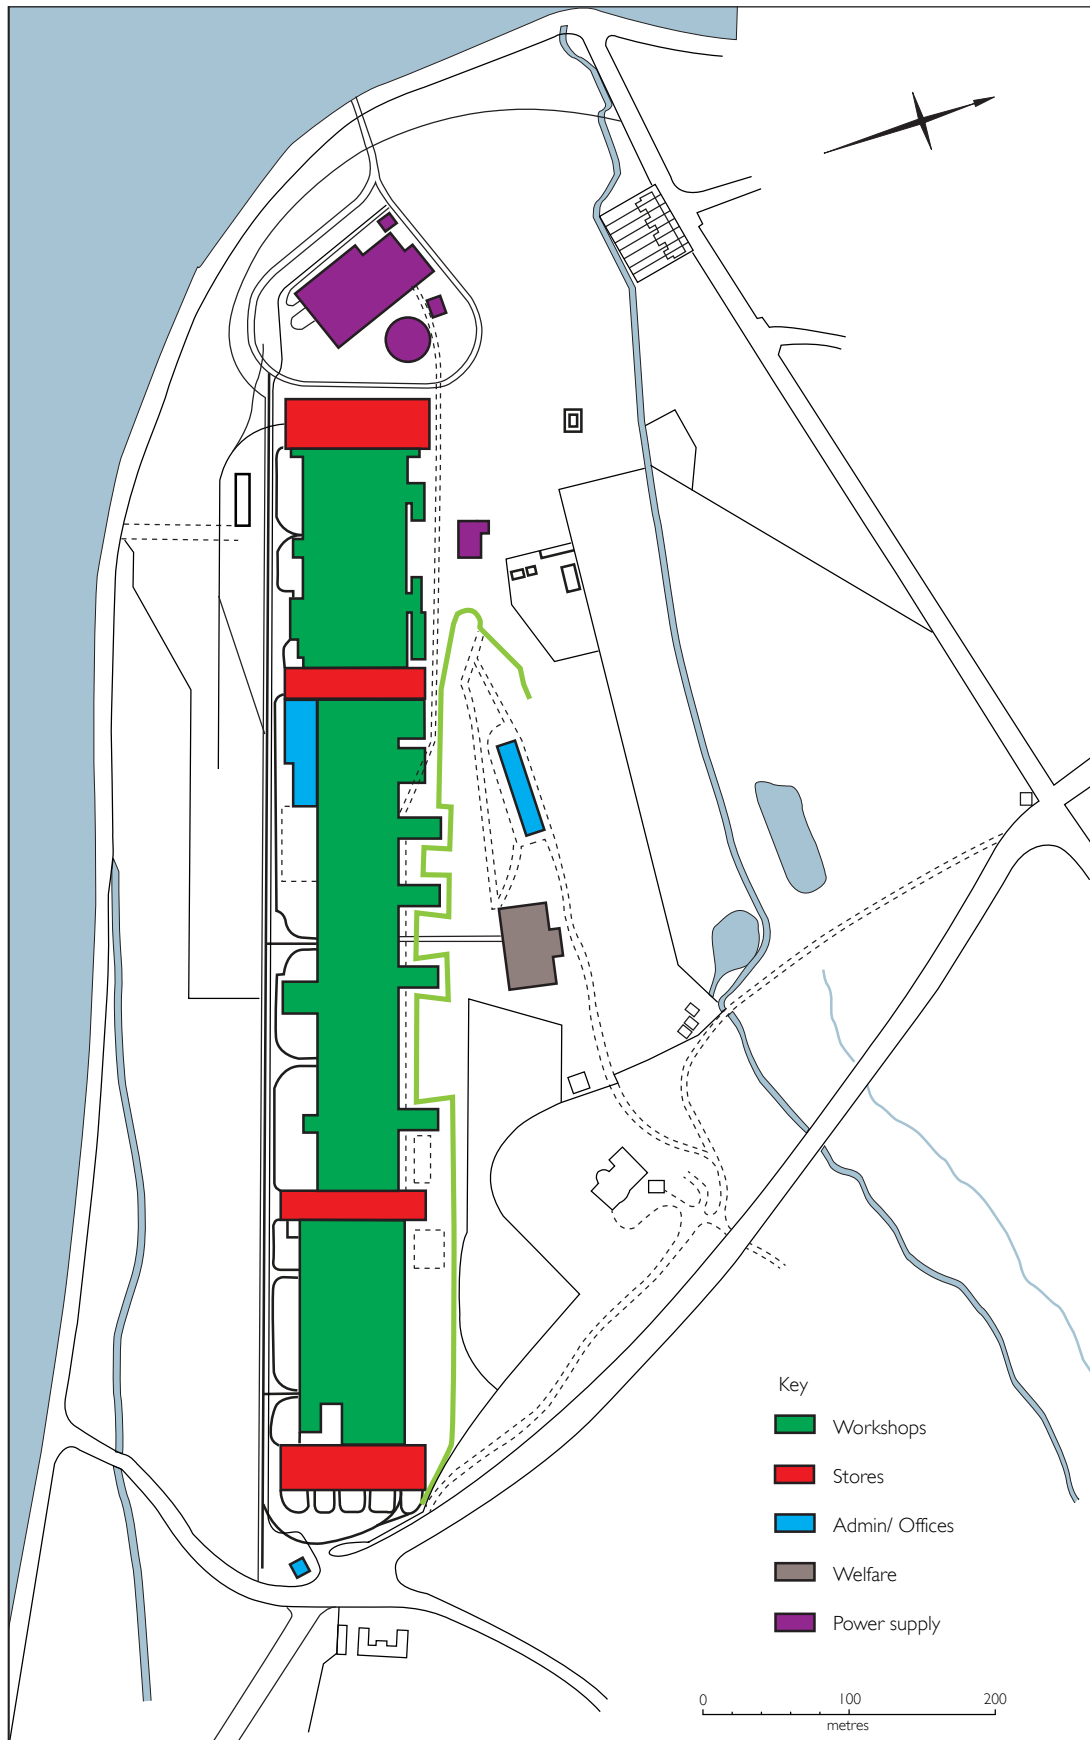 Key
Workshops
Stores
Admin/ Offices
Welfare
Power supply
0 100 200
metres